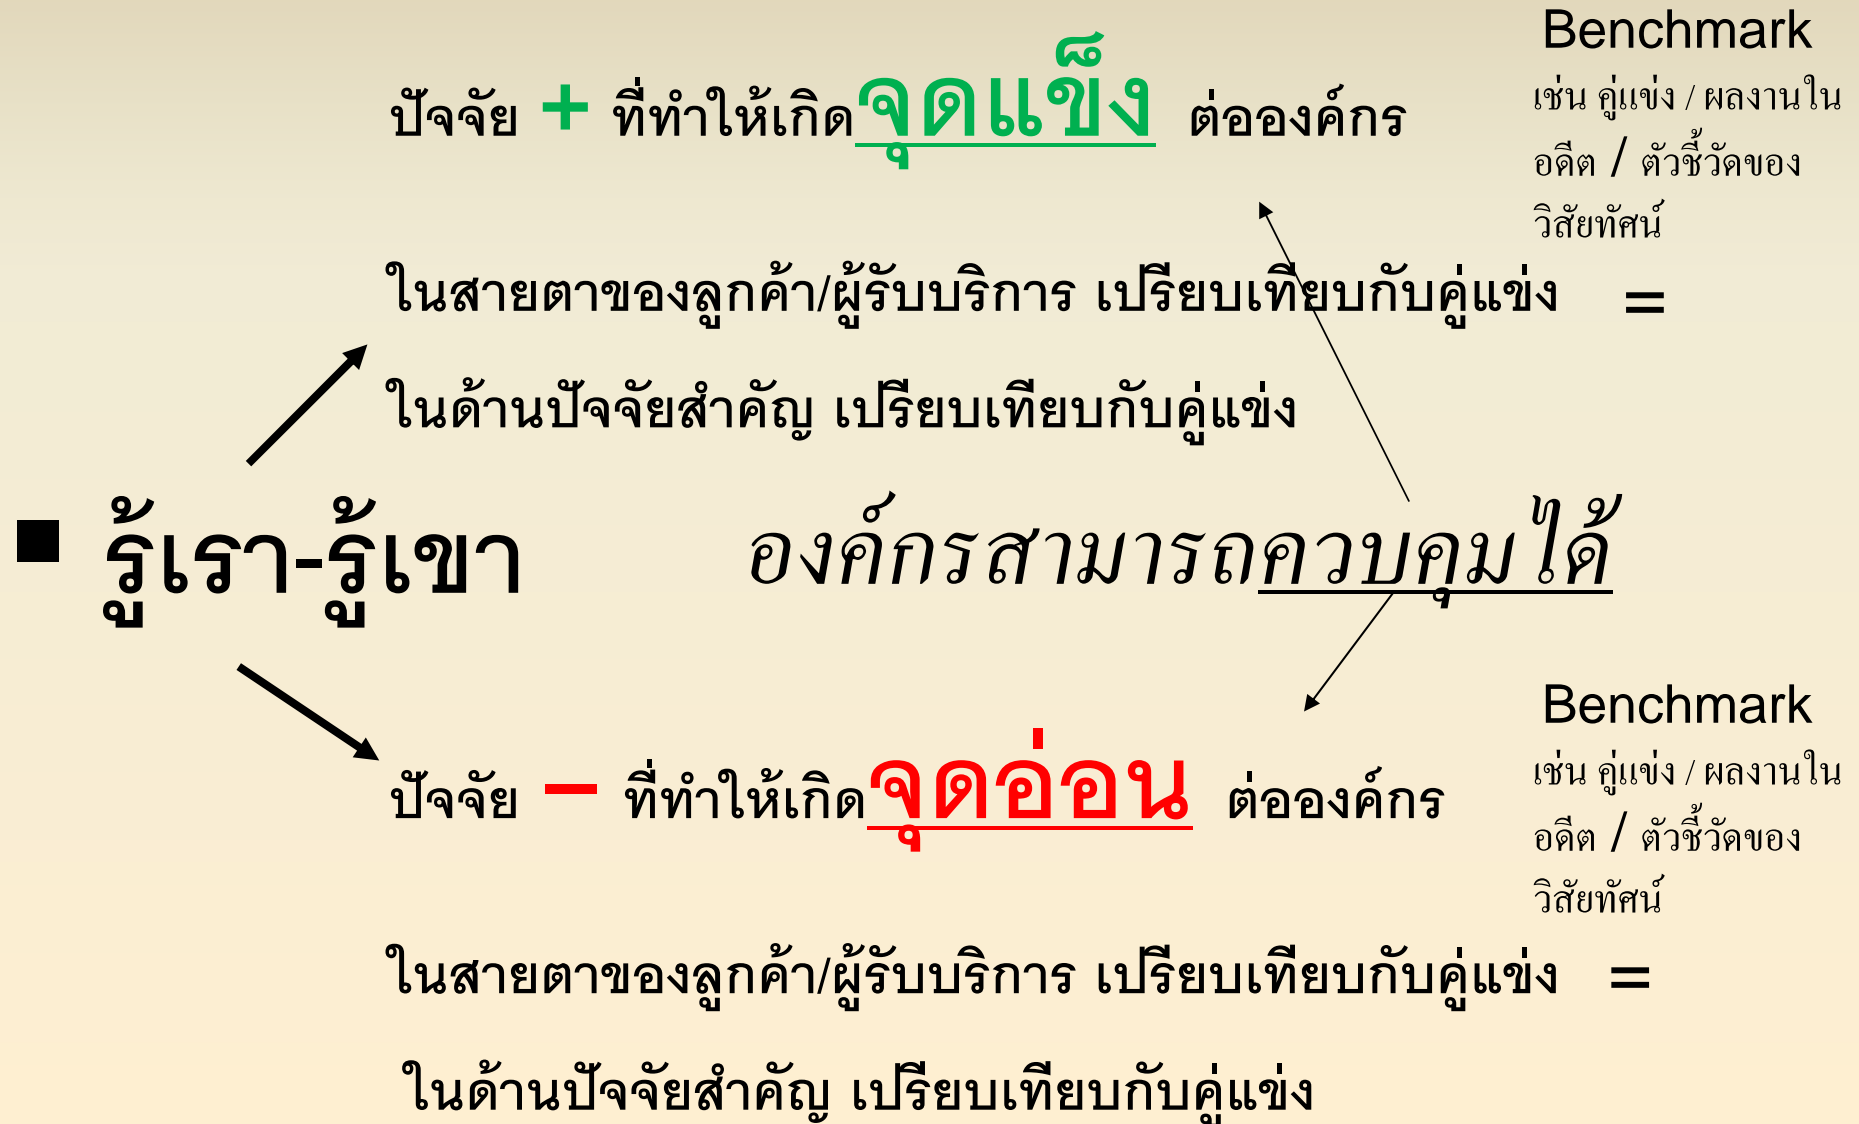 Benchmark
เช่น คู่แข่ง / ผลงานใน
อดีต / ตัวชี้วัดของ
วิสัยทัศน์
ปัจจัย + ที่ทำให้เกิดจุดแข็ง ต่อองค์กร
ในสายตาของลูกค้า/ผู้รับบริการ เปรียบเทียบกับคู่แข่ง =
ในด้านปัจจัยสำคัญ เปรียบเทียบกับคู่แข่ง
รู้เรา-รู้เขา
องค์กรสามารถควบคุมได้
Benchmark
เช่น คู่แข่ง / ผลงานใน
อดีต / ตัวชี้วัดของ
วิสัยทัศน์
ปัจจัย – ที่ทำให้เกิดจุดอ่อน ต่อองค์กร
ในสายตาของลูกค้า/ผู้รับบริการ เปรียบเทียบกับคู่แข่ง =
ในด้านปัจจัยสำคัญ เปรียบเทียบกับคู่แข่ง